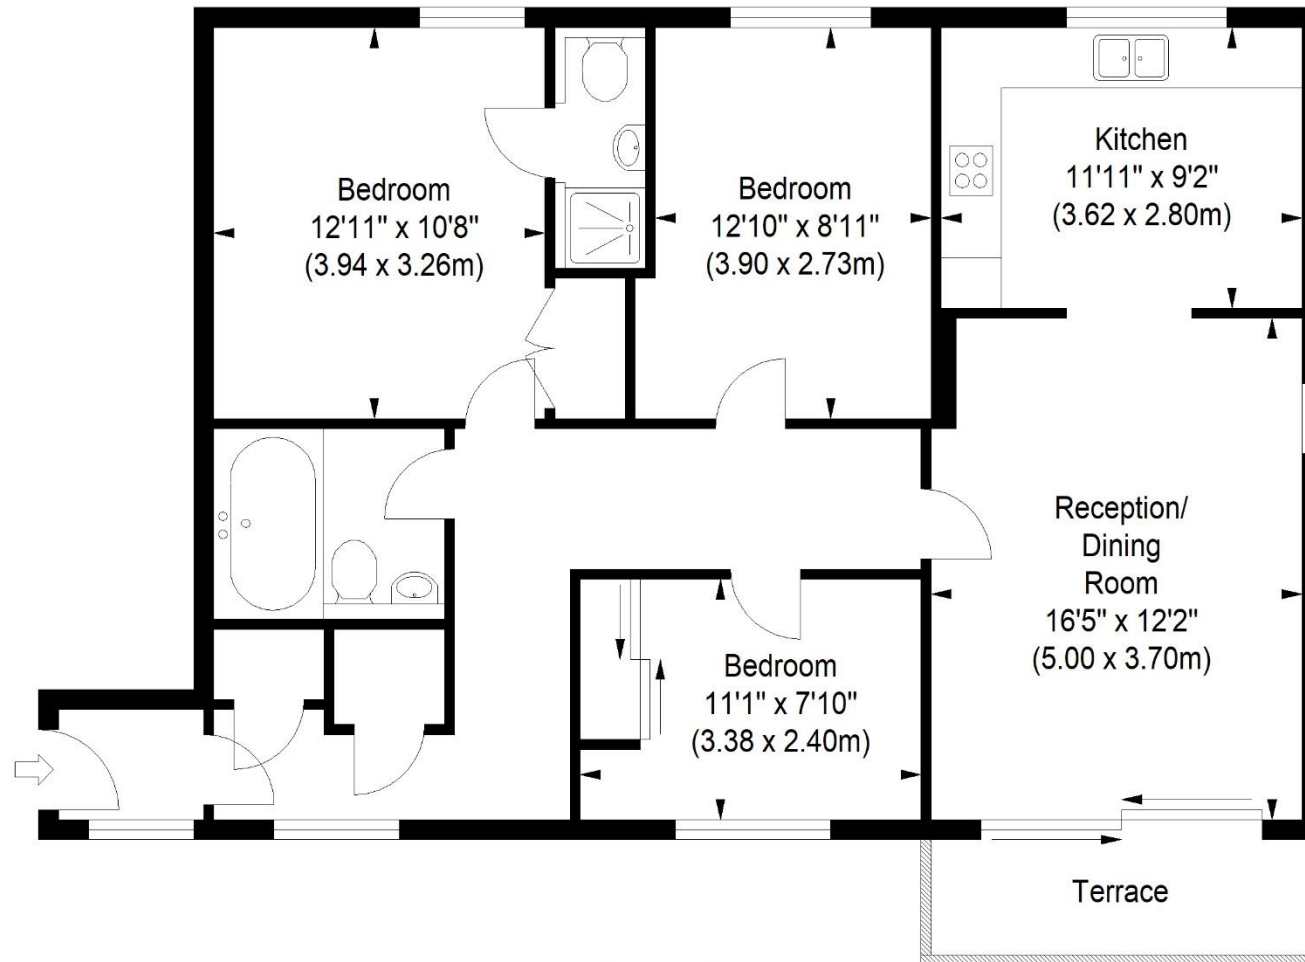 Bedroom
12'11" x 10'8"
(3.94 x 3.26m)
Bedroom
12'10" x 8'11"
(3.90 x 2.73m)
Kitchen
11'11" x 9'2"
(3.62 x 2.80m)
Reception/
Dining
Room
16'5" x 12'2"
(5.00 x 3.70m)
Bedroom
11'1" x 7'10"
(3.38 x 2.40m)
Terrace